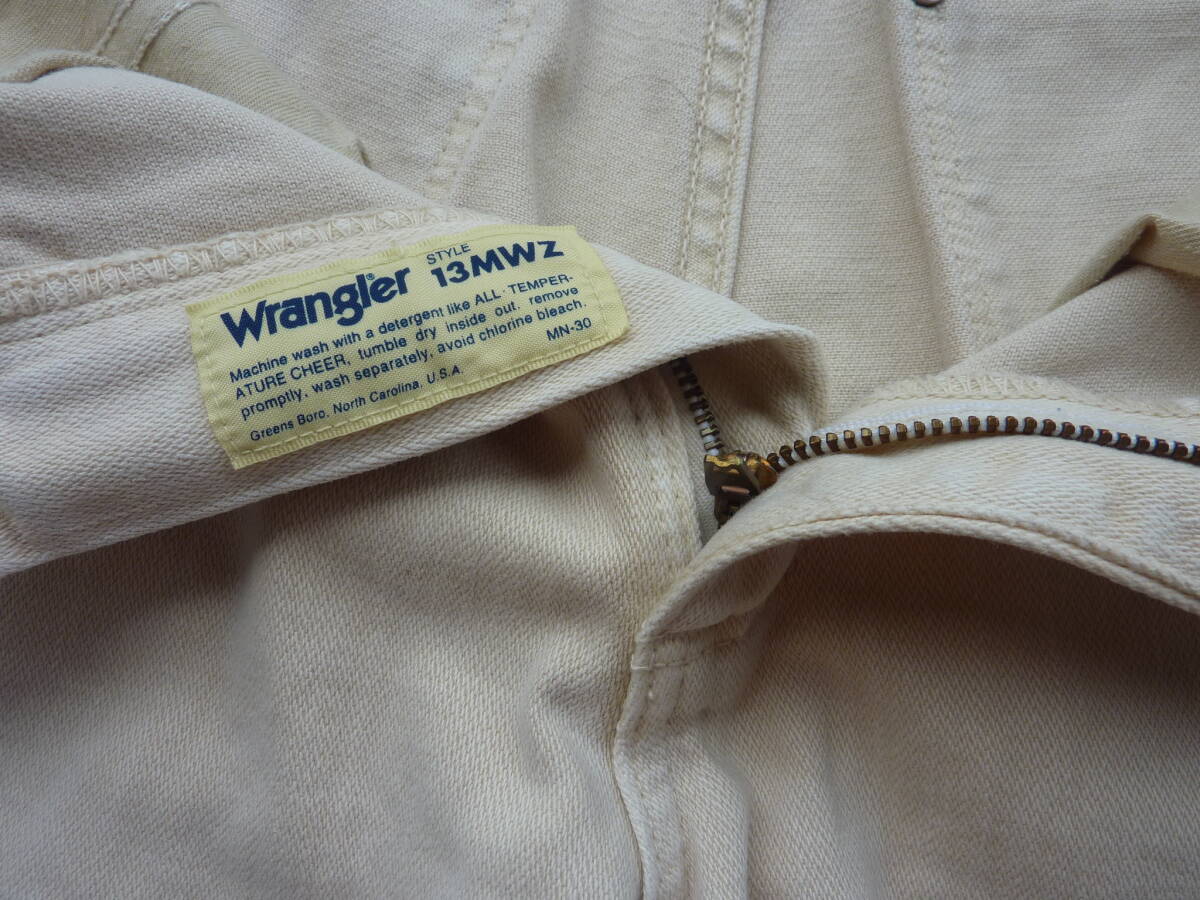 Wrangler® STYLE 13MWZ
Machine wash with a detergent like ALL-TEMPER-
ATURE CHEER, tumble dry inside out. remove
promptly, wash separately, avoid chlorine bleach.
Greens Boro. North Carolina, U.S.A. MN-30